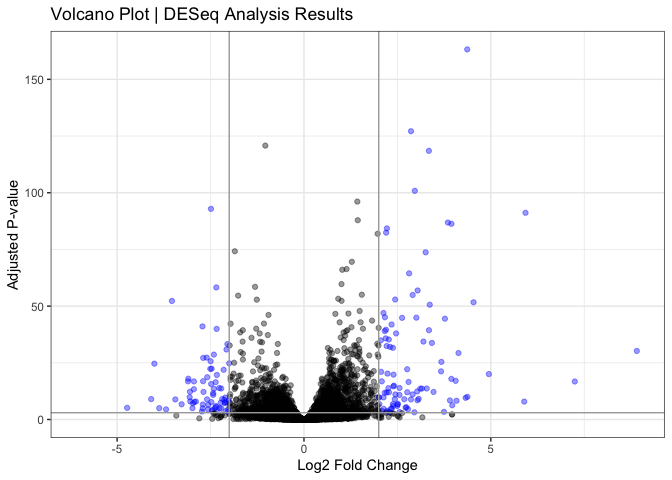 Volcano Plot | DESeq Analysis Results
Adjusted P-value
150
100
50
0
-5
0
5
Log2 Fold Change